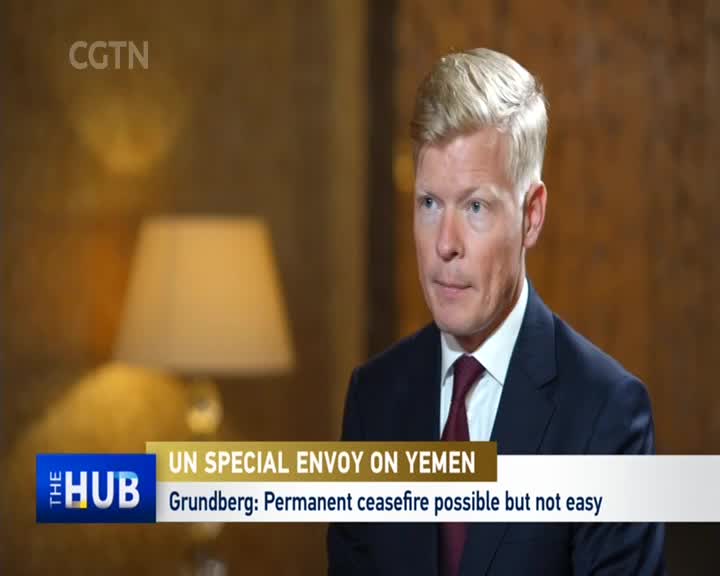 CGTN
UN SPECIAL ENVOY ON YEMEN
THE HUB
Grundberg: Permanent ceasefire possible but not easy